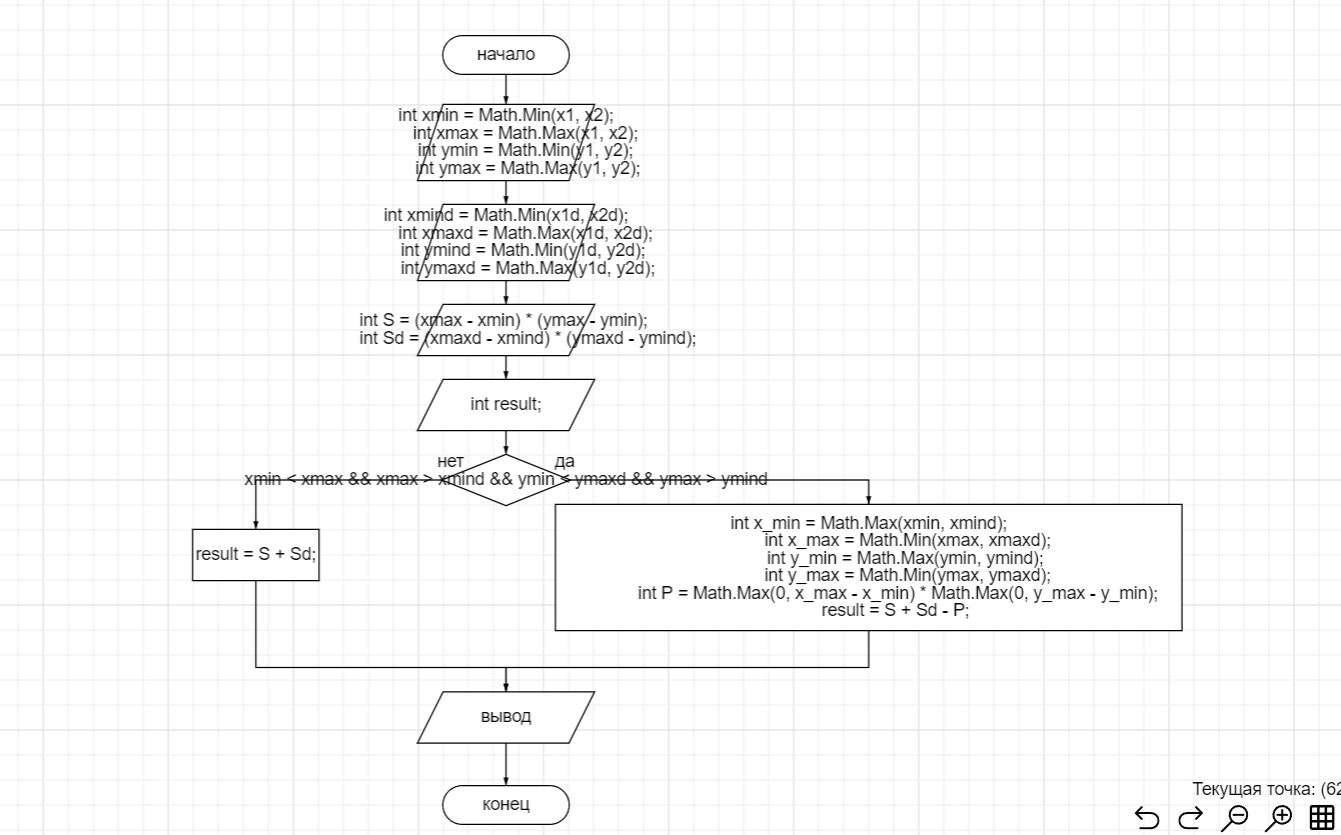 начало
int xmin = Math.Min(x1, x2);
int xmax = Math.Max(x1, x2);
int ymin = Math.Min(y1, y2);
int ymax = Math.Max(y1, y2);
int xmind = Math.Min(x1d, x2d);
int xmaxd = Math.Max(x1d, x2d);
int ymind = Math.Min(y1d, y2d);
int ymaxd = Math.Max(y1d, y2d);
int S = (xmax - xmin) * (ymax - ymin);
int Sd = (xmaxd - xmind) * (ymaxd - ymind);
int result;
нет да
xmin < xmax && xmax > xmind && ymin < ymaxd && ymax > ymind
result = S + Sd;
int x_min = Math.Max(xmin, xmind);
int x_max = Math.Min(xmax, xmaxd);
int y_min = Math.Max(ymin, ymind);
int y_max = Math.Min(ymax, ymaxd);
int P = Math.Max(0, x_max - x_min) * Math.Max(0, y_max - y_min);
result = S + Sd - P;
вывод
конец
Текущая точка: (62